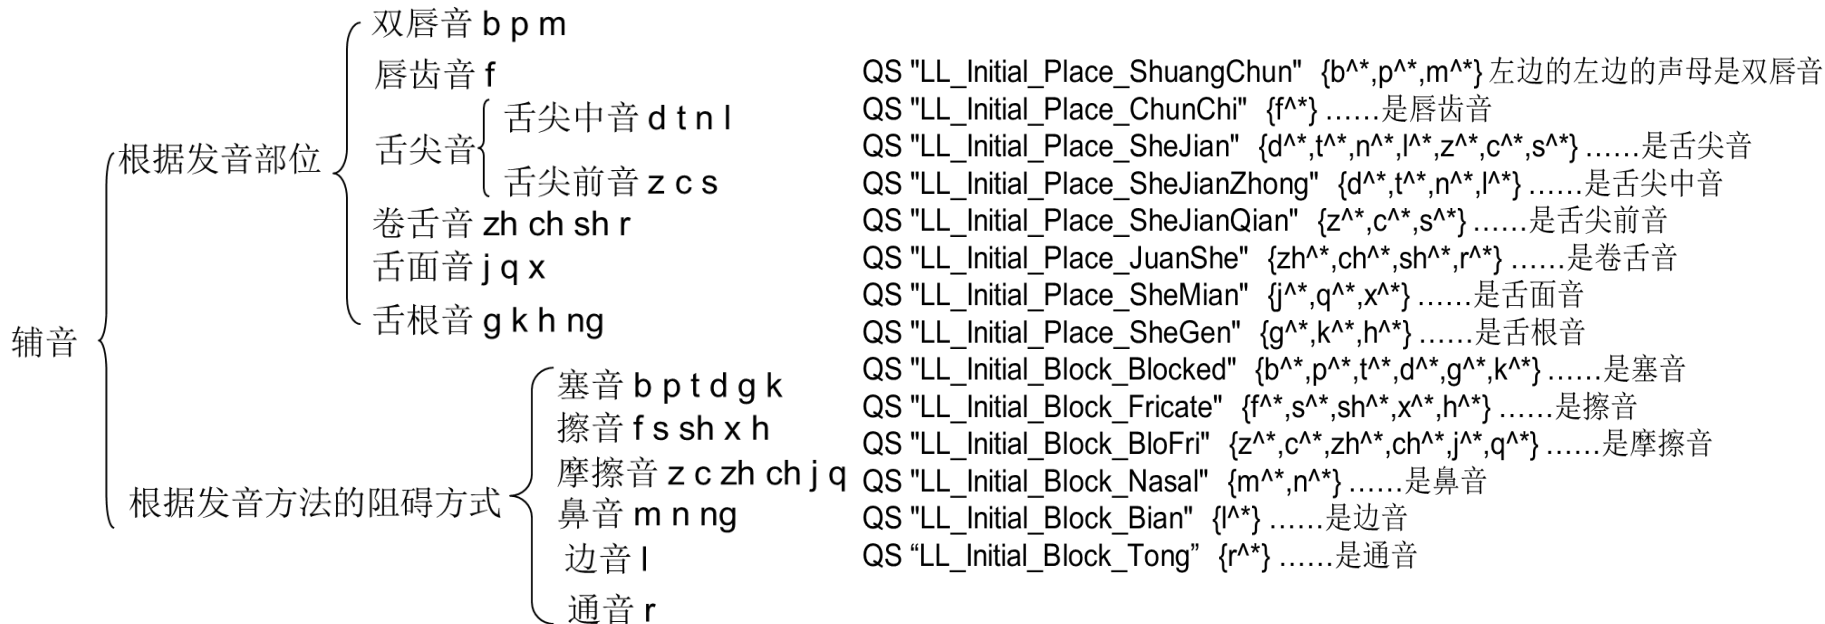 辅音
根据发音部位
双唇音 b p m
唇齿音 f
舌尖音
舌尖中音 d t n l
舌尖前音 z c s
卷舌音 zh ch sh r
舌面音 j q x
舌根音 g k h ng
根据发音方法的阻碍方式
塞音 b p t d g k
擦音 f s sh x h
摩擦音 z c zh ch j q
鼻音 m n ng
边音 l
通音 r
QS "LL_Initial_Place_ShuangChun" {b^*,p^*,m^*} 左边的左边的声母是双唇音
QS "LL_Initial_Place_ChunChi" {f^*} ……是唇齿音
QS "LL_Initial_Place_SheJian" {d^*,t^*,n^*,l^*,z^*,c^*,s^*} ……是舌尖音
QS "LL_Initial_Place_SheJianZhong" {d^*,t^*,n^*,l^*} ……是舌尖中音
QS "LL_Initial_Place_SheJianQian" {z^*,c^*,s^*} ……是舌尖前音
QS "LL_Initial_Place_JuanShe" {zh^*,ch^*,sh^*,r^*} ……是卷舌音
QS "LL_Initial_Place_SheMian" {j^*,q^*,x^*} ……是舌面音
QS "LL_Initial_Place_SheGen" {g^*,k^*,h^*} ……是舌根音
QS "LL_Initial_Block_Blocked" {b^*,p^*,t^*,d^*,g^*,k^*} ……是塞音
QS "LL_Initial_Block_Fricate" {f^*,s^*,sh^*,x^*,h^*} ……是擦音
QS "LL_Initial_Block_BloFri" {z^*,c^*,zh^*,ch^*,j^*,q^*} ……是摩擦音
QS "LL_Initial_Block_Nasal" {m^*,n^*} ……是鼻音
QS "LL_Initial_Block_Bian" {l^*} ……是边音
QS “LL_Initial_Block_Tong” {r^*} ……是通音